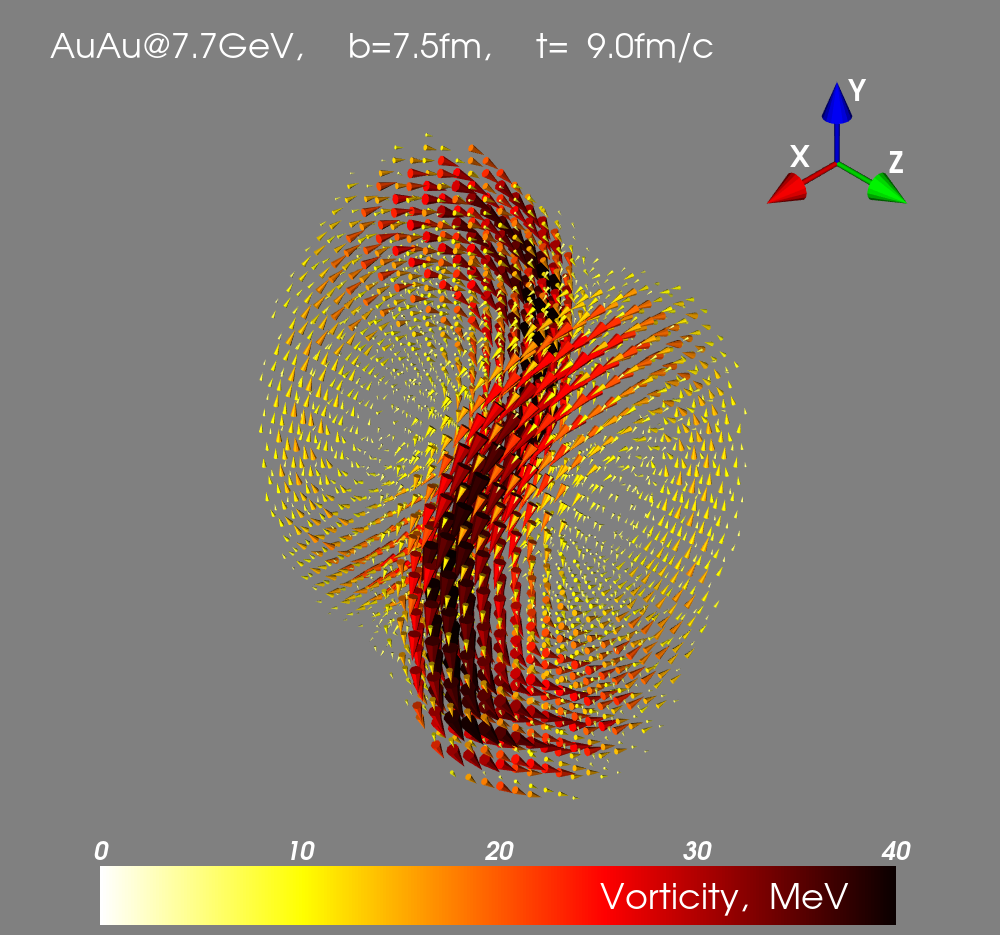 AuAu@7.7GeV, b=7.5fm, t= 9.0fm/c
Y
X Z
0 10 20 30 40
Vorticity, MeV